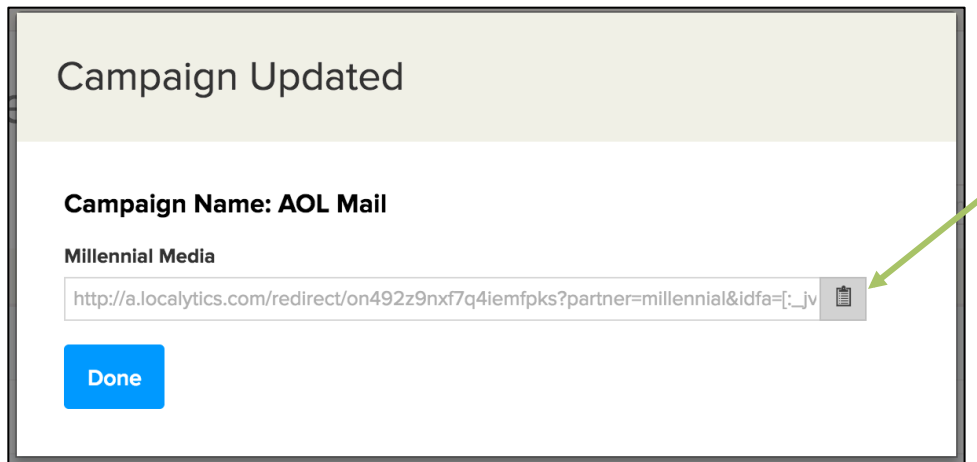 Campaign Updated
Campaign Name: AOL Mail
Millennial Media
http://a.localytics.com/redirect/on492z9nxf7q4iemfpks?partner=millennial&idfa=[:_jv
Done